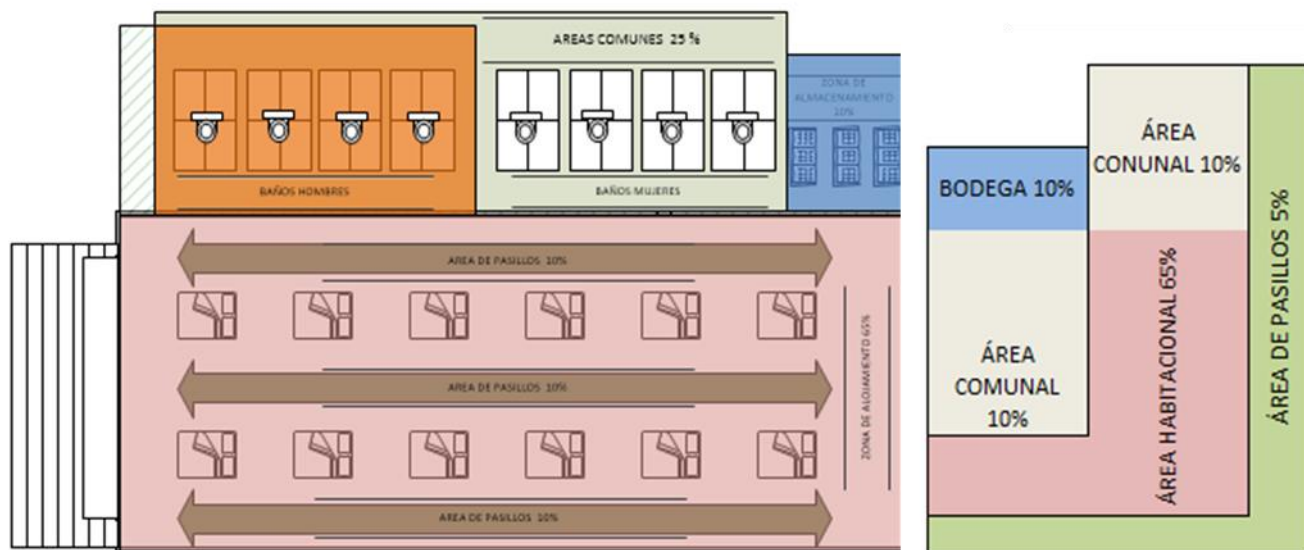 AREAS COMUNES 25 %
ZONA DE
ALMACENAMIENTO
10%
BAÑOS HOMBRES
BAÑOS MUJERES
AREA DE PASILLOS 10%
AREA DE PASILLOS 10%
AREA DE PASILLOS 10%
ZONA DE ALOJAMIENTO 65%
BODEGA 10%
ÁREA
CONUNAL 10%
ÁREA
COMUNAL
10%
ÁREA HABITACIONAL 65%
ÁREA DE PASILLOS 5%